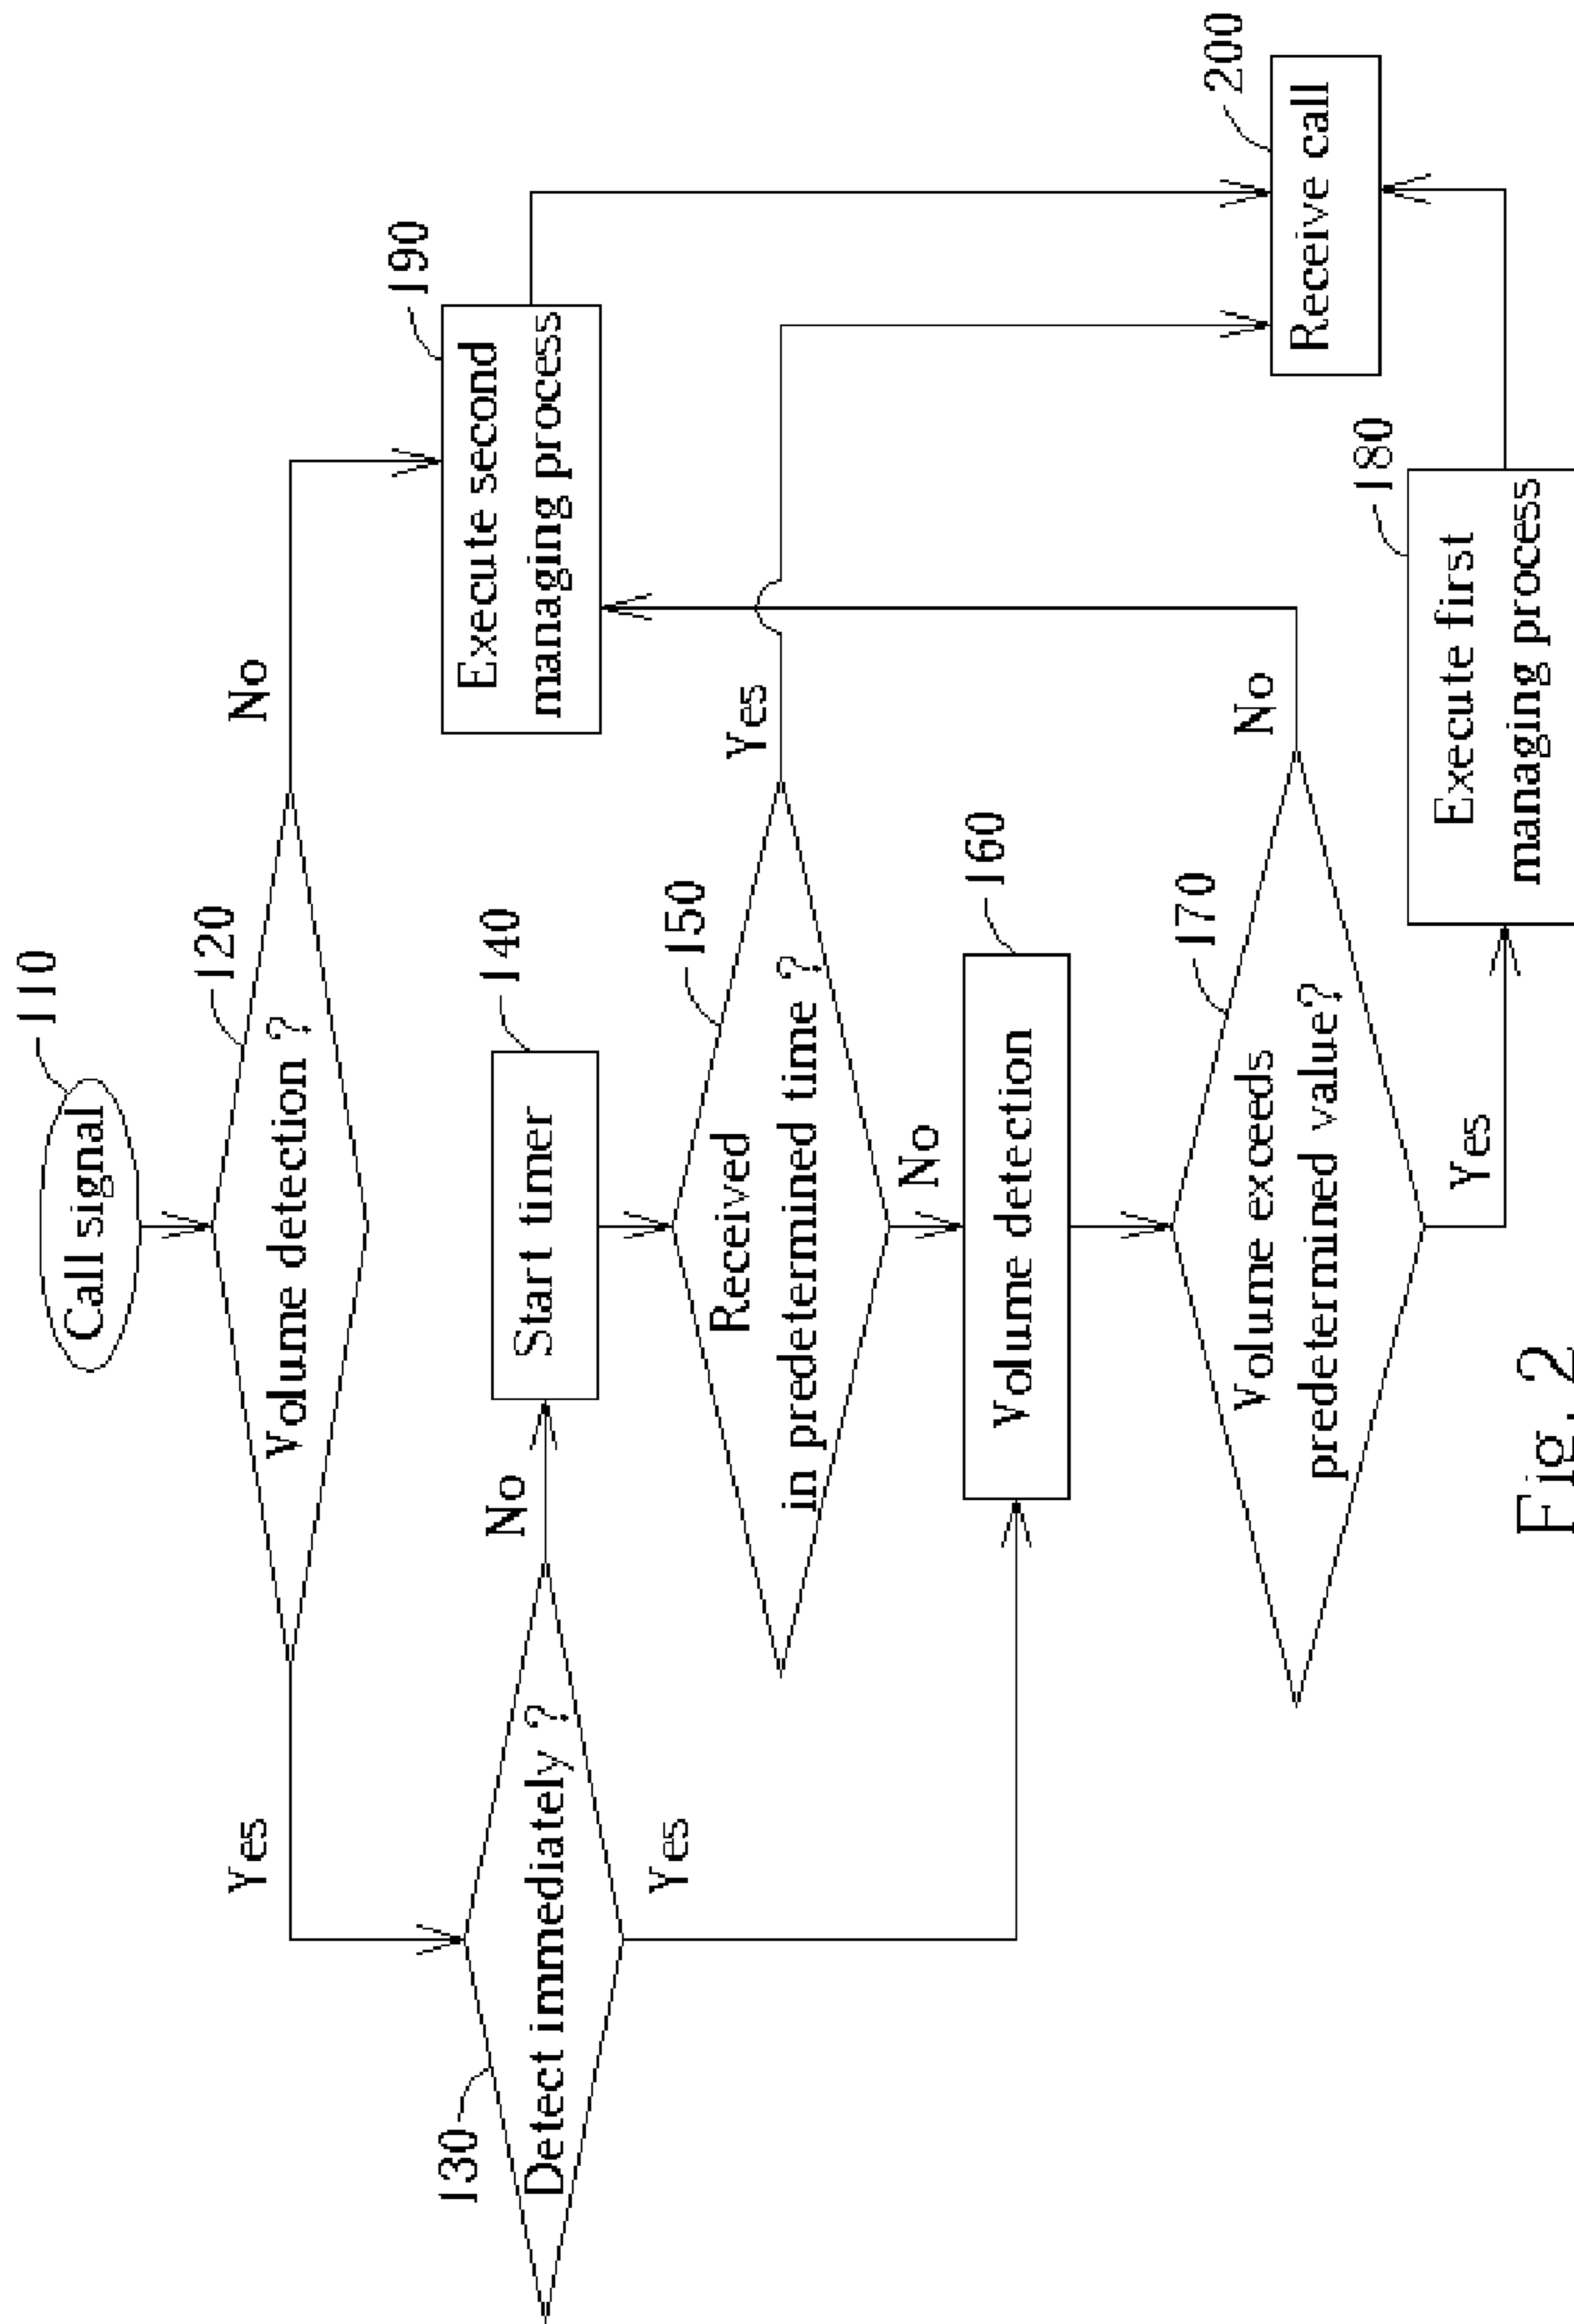 110
Call signal
120
Volume detection ?
Yes
No
130
Detect immediately ?
No
Yes
140
Start timer
190
Execute second
managing process
150
Received
in predetermined time ?
Yes
No
160
Volume detection
170
Volume exceeds
predetermined value?
No
Yes
180
Execute first
managing process
200
Receive call
Fig. 2